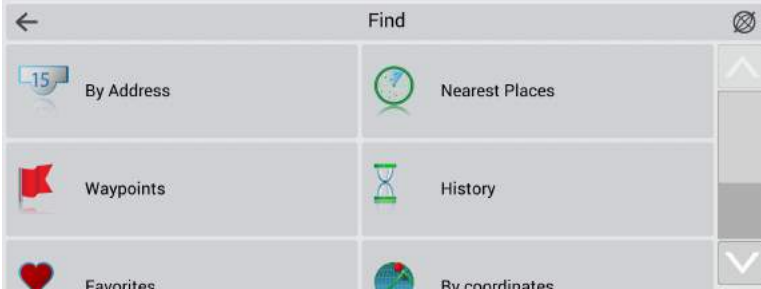 Find
15
By Address
Nearest Places
Waypoints
History
Favorites
By coordinates